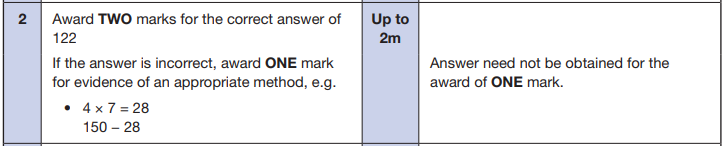 2
Award TWO marks for the correct answer of
122
Up to
2m
If the answer is incorrect, award ONE mark
for evidence of an appropriate method, e.g.
• 4 × 7 = 28
150 – 28
Answer need not be obtained for the
award of ONE mark.